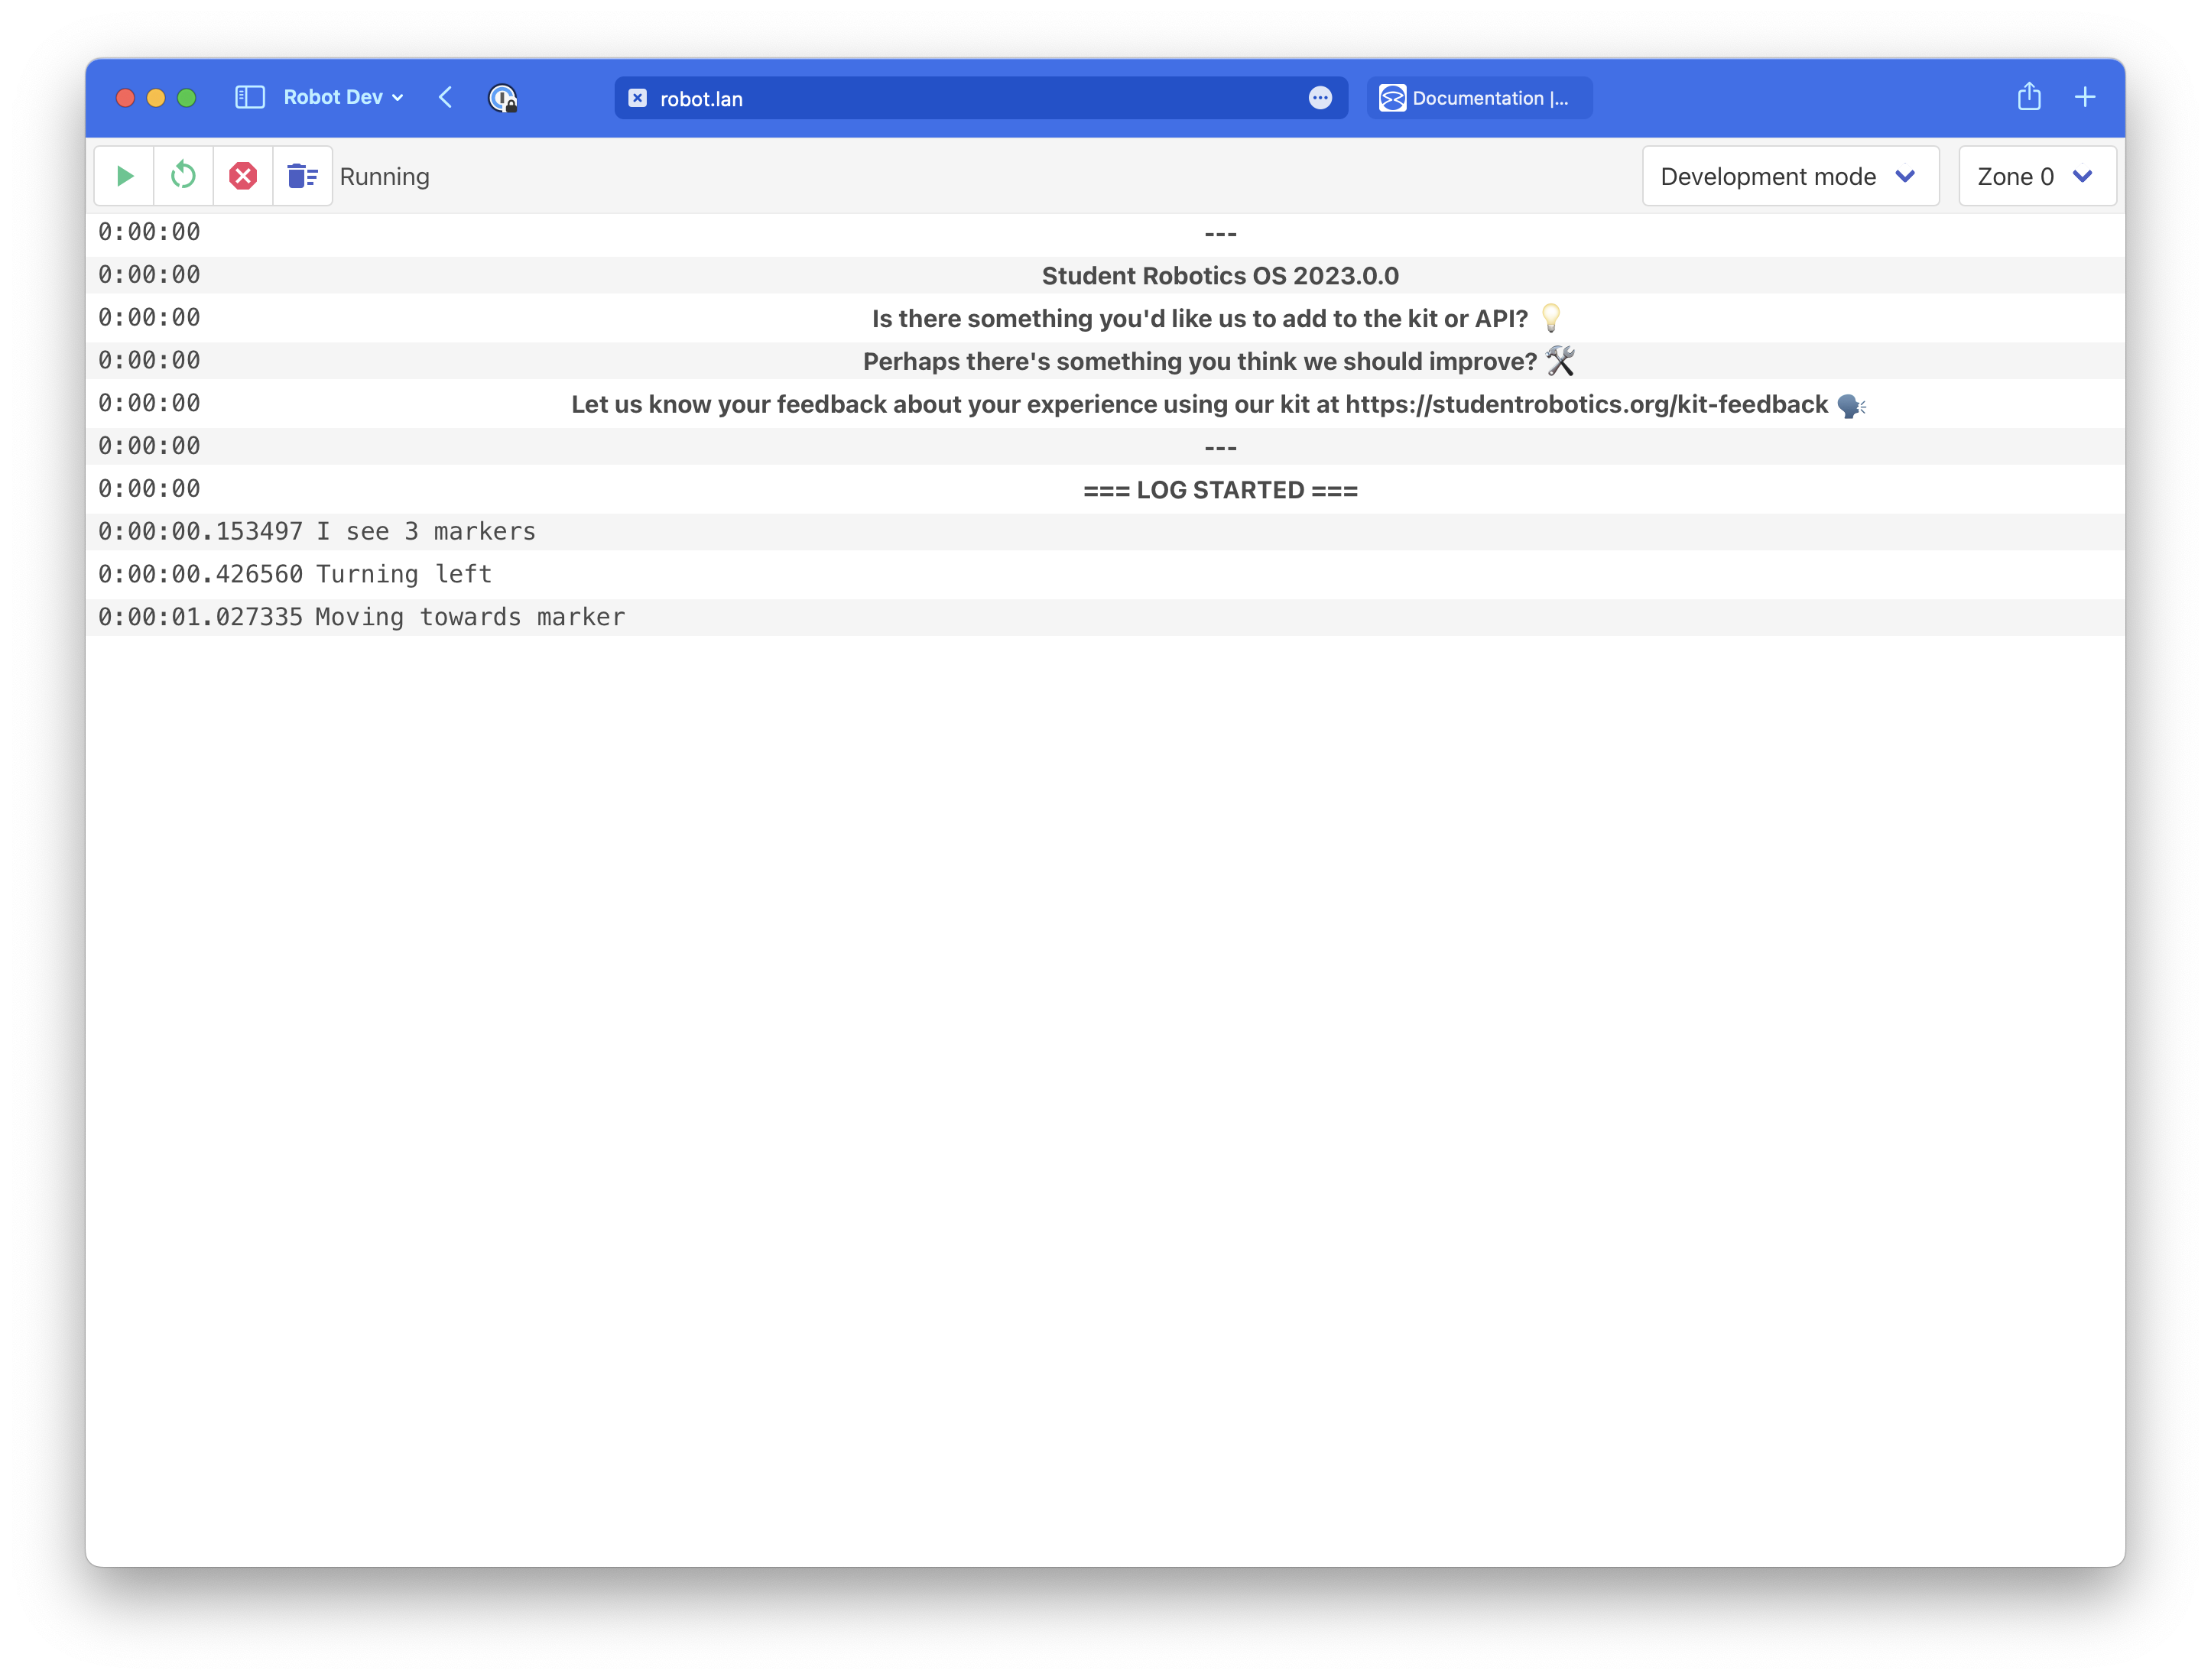 Robot Dev
robot.lan
Documentation |...
Running
Development mode
Zone 0
0:00:00 ---
0:00:00 Student Robotics OS 2023.0.0
0:00:00 Is there something you'd like us to add to the kit or API? 💡
0:00:00 Perhaps there's something you think we should improve? 🛠
0:00:00 Let us know your feedback about your experience using our kit at https://studentrobotics.org/kit-feedback 🗣
0:00:00 ---
0:00:00 === LOG STARTED ===
0:00:00.153497 I see 3 markers
0:00:00.426560 Turning left
0:00:01.027335 Moving towards marker